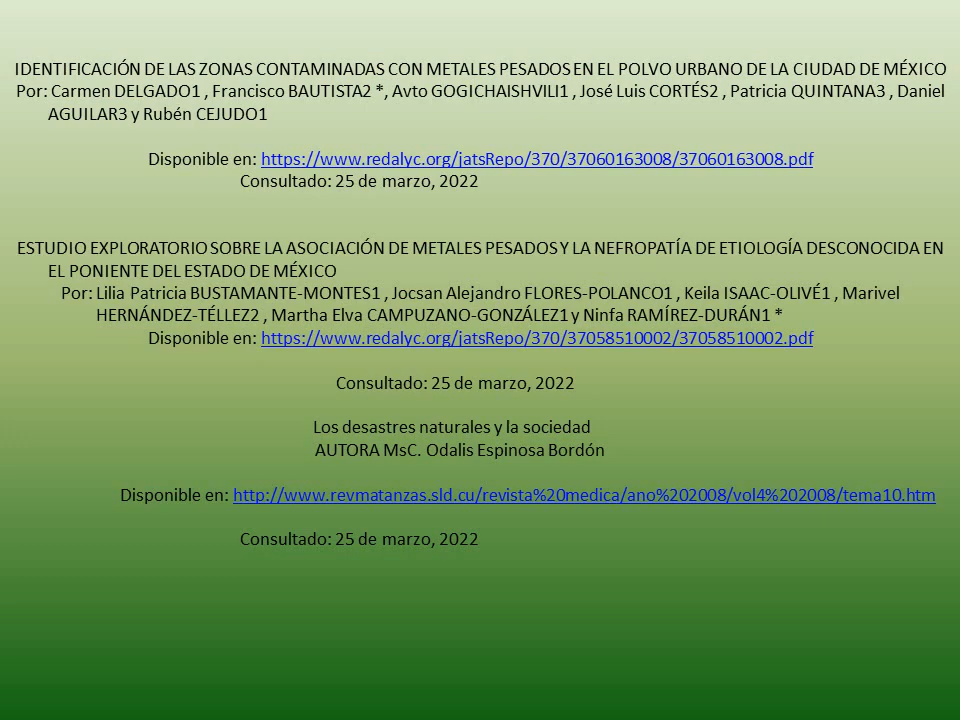 IDENTIFICACIÓN DE LAS ZONAS CONTAMINADAS CON METALES PESADOS EN EL POLVO URBANO DE LA CIUDAD DE MÉXICO
Por: Carmen DELGADO1 , Francisco BAUTISTA2 *, Avto GOGICHAISHVILI1 , José Luis CORTÉS2 , Patricia QUINTANA3 , Daniel
AGUILAR3 y Rubén CEJUDO1
Disponible en: https://www.redalyc.org/jatsRepo/370/37060163008/37060163008.pdf
Consultado: 25 de marzo, 2022
ESTUDIO EXPLORATORIO SOBRE LA ASOCIACIÓN DE METALES PESADOS Y LA NEFROPATÍA DE ETIOLOGÍA DESCONOCIDA EN
EL PONIENTE DEL ESTADO DE MÉXICO
Por: Lilia Patricia BUSTAMANTE-MONTES1 , Jocsan Alejandro FLORES-POLANCO1 , Keila ISAAC-OLIVÉ1 , Marivel
HERNÁNDEZ-TÉLLEZ2 , Martha Elva CAMPUZANO-GONZÁLEZ1 y Ninfa RAMÍREZ-DURÁN1 *
Disponible en: https://www.redalyc.org/jatsRepo/370/37058510002/37058510002.pdf
Consultado: 25 de marzo, 2022
Los desastres naturales y la sociedad
AUTORA MsC. Odalis Espinosa Bordón
Disponible en: http://www.revmatanzas.sld.cu/revista%20medica/ano%202008/vol4%202008/tema10.htm
Consultado: 25 de marzo, 2022